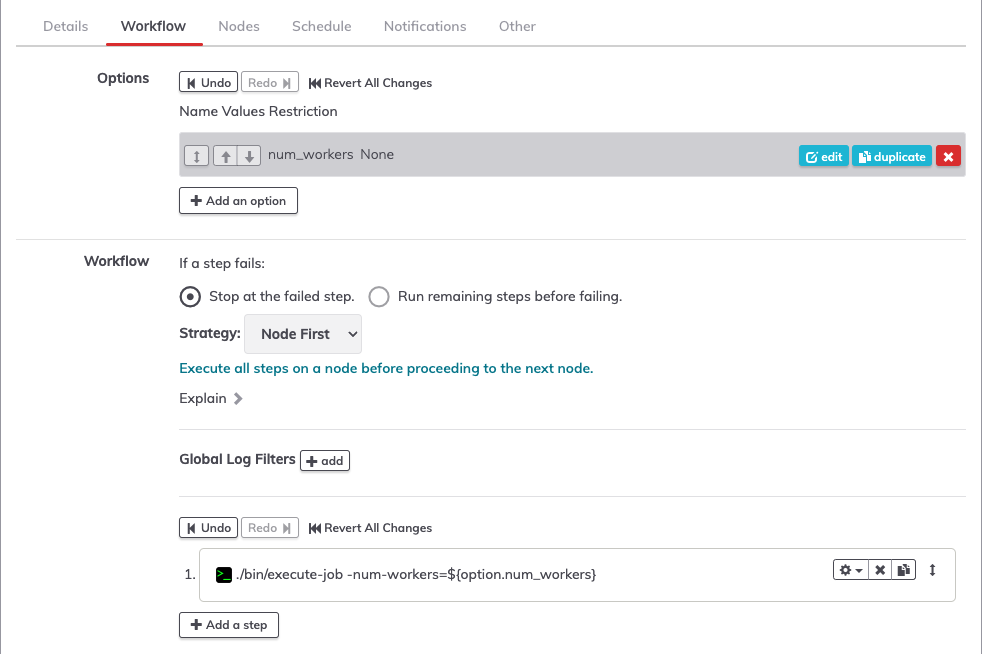 Details Workflow Nodes Schedule Notifications Other
Options
Undo Redo Revert All Changes
Name Values Restriction
num_workers None edit duplicate
Add an option
Workflow
If a step fails:
Stop at the failed step. Run remaining steps before failing.
Strategy: Node First
Execute all steps on a node before proceeding to the next node.
Explain
Global Log Filters add
Undo Redo Revert All Changes
1. >_ ./bin/execute-job -num-workers=${option.num_workers}
Add a step